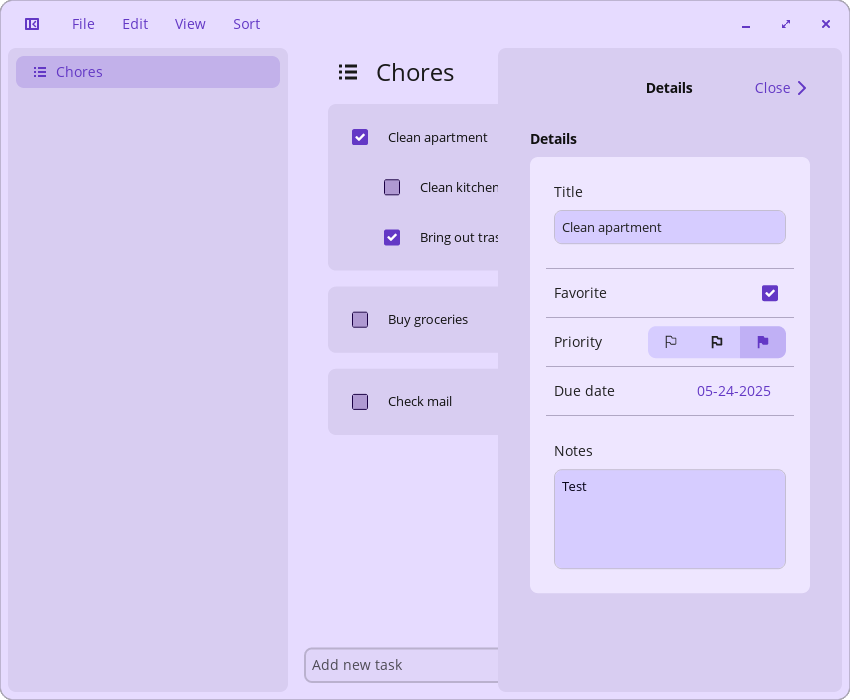 File Edit View Sort
Chores
Chores
Clean apartment
Clean kitchen
Bring out tras
Buy groceries
Check mail
Add new task
Details
Close
Details
Title
Clean apartment
Favorite
Priority
Due date
05-24-2025
Notes
Test